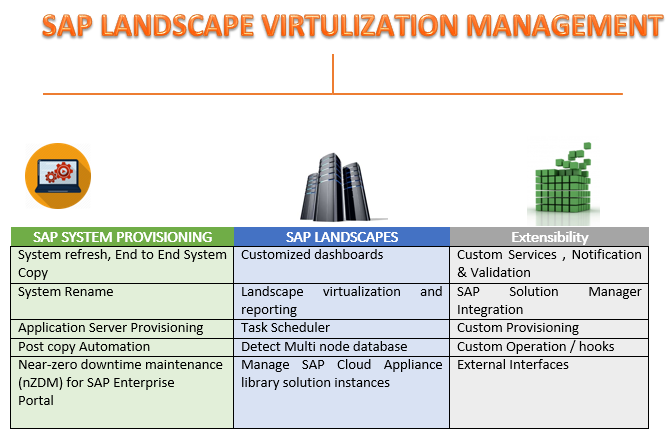 SAP LANDSCAPE VIRTULIZATION MANAGEMENT
SAP SYSTEM PROVISIONING
SAP LANDSCAPES
Extensibility
System refresh, End to End System
Copy
Customized dashboards
Custom Services , Notification
& Validation
System Rename
Landscape virtualization and
reporting
SAP Solution Manager
Integration
Application Server Provisioning
Task Scheduler
Custom Provisioning
Post copy Automation
Detect Multi node database
Custom Operation / hooks
Near-zero downtime maintenance
(nZDM) for SAP Enterprise
Portal
Manage SAP Cloud Appliance
library solution instances
External Interfaces